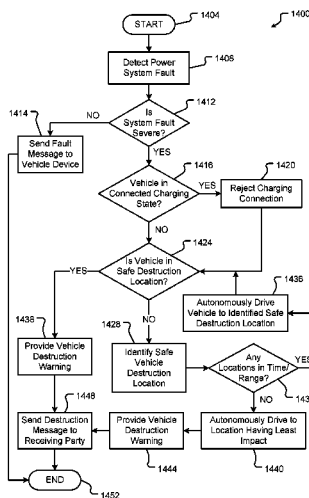 1404
1400
START
1408
Detect Power
System Fault
1412
1414
NO
Is
System Fault
Severe?
Send Fault
Message to
Vehicle Device
YES
1416
1420
Vehicle in
Connected Charging
State?
YES
Reject Charging
Connection
NO
1424
YES
Is Vehicle in
Safe Destruction
Location?
1436
Autonomously Drive
Vehicle to Identified Safe
Destruction Location
1438
NO
1428
Provide Vehicle
Destruction
Warning
Identify Safe
Vehicle
Destruction
Location
Any
Locations in Time/
Range?
YES
1448
NO
Send Destruction
Message to
Receiving Party
Provide Vehicle
Destruction
Warning
Autonomously Drive to
Location Having Least
Impact
1444
1440
END
1452